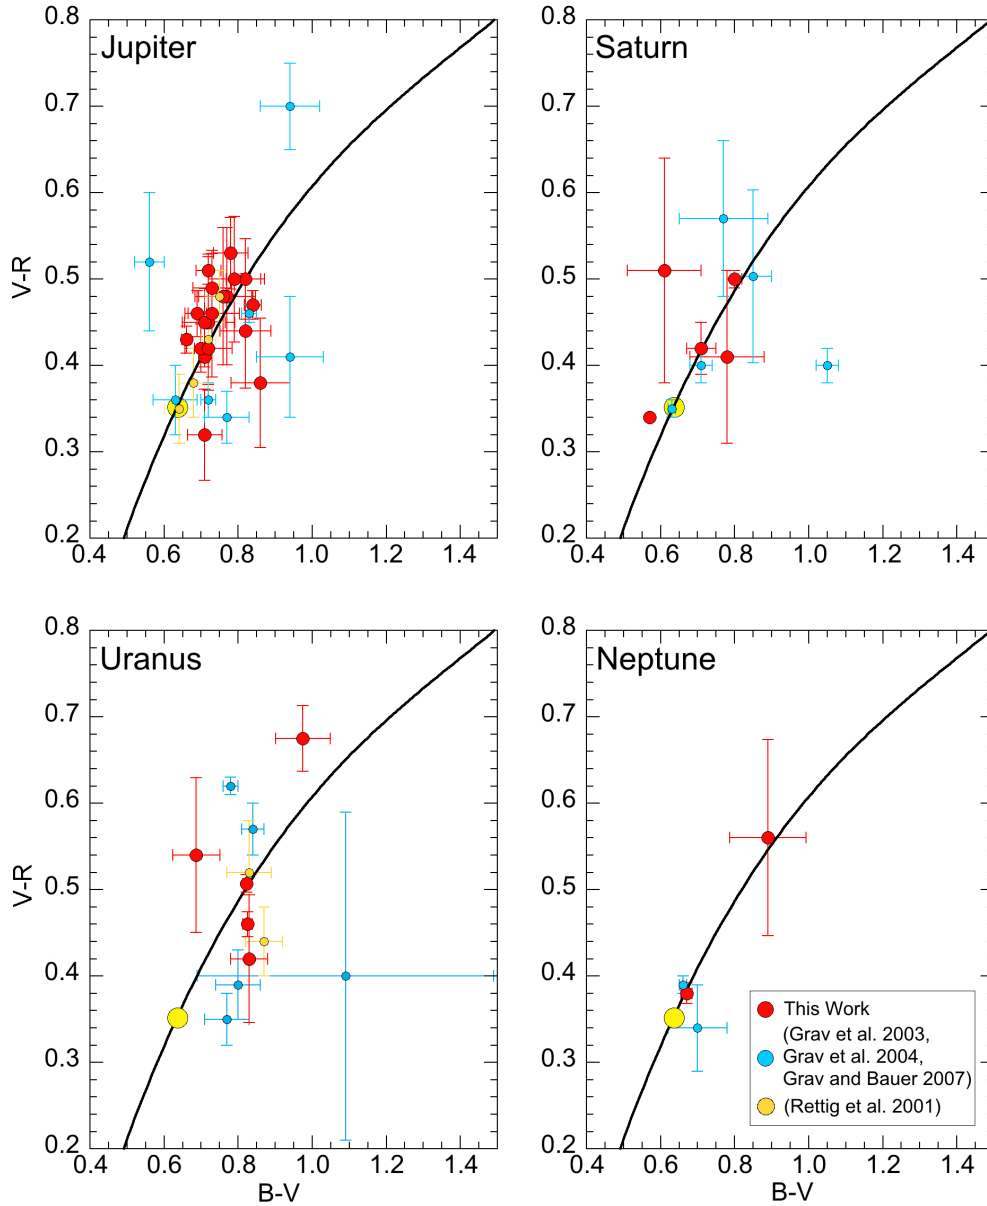 Jupiter
0.8
0.7
0.6
0.5
0.4
0.3
0.2
V-R
0.4 0.6 0.8 1.0 1.2 1.4
Saturn
0.8
0.7
0.6
0.5
0.4
0.3
0.2
0.4 0.6 0.8 1.0 1.2 1.4
Uranus
0.8
0.7
0.6
0.5
0.4
0.3
0.2
V-R
0.4 0.6 0.8 1.0 1.2 1.4
B-V
Neptune
0.8
0.7
0.6
0.5
0.4
0.3
0.2
0.4 0.6 0.8 1.0 1.2 1.4
B-V
This Work
(Grav et al. 2003,
Grav et al. 2004,
Grav and Bauer 2007)
(Rettig et al. 2001)